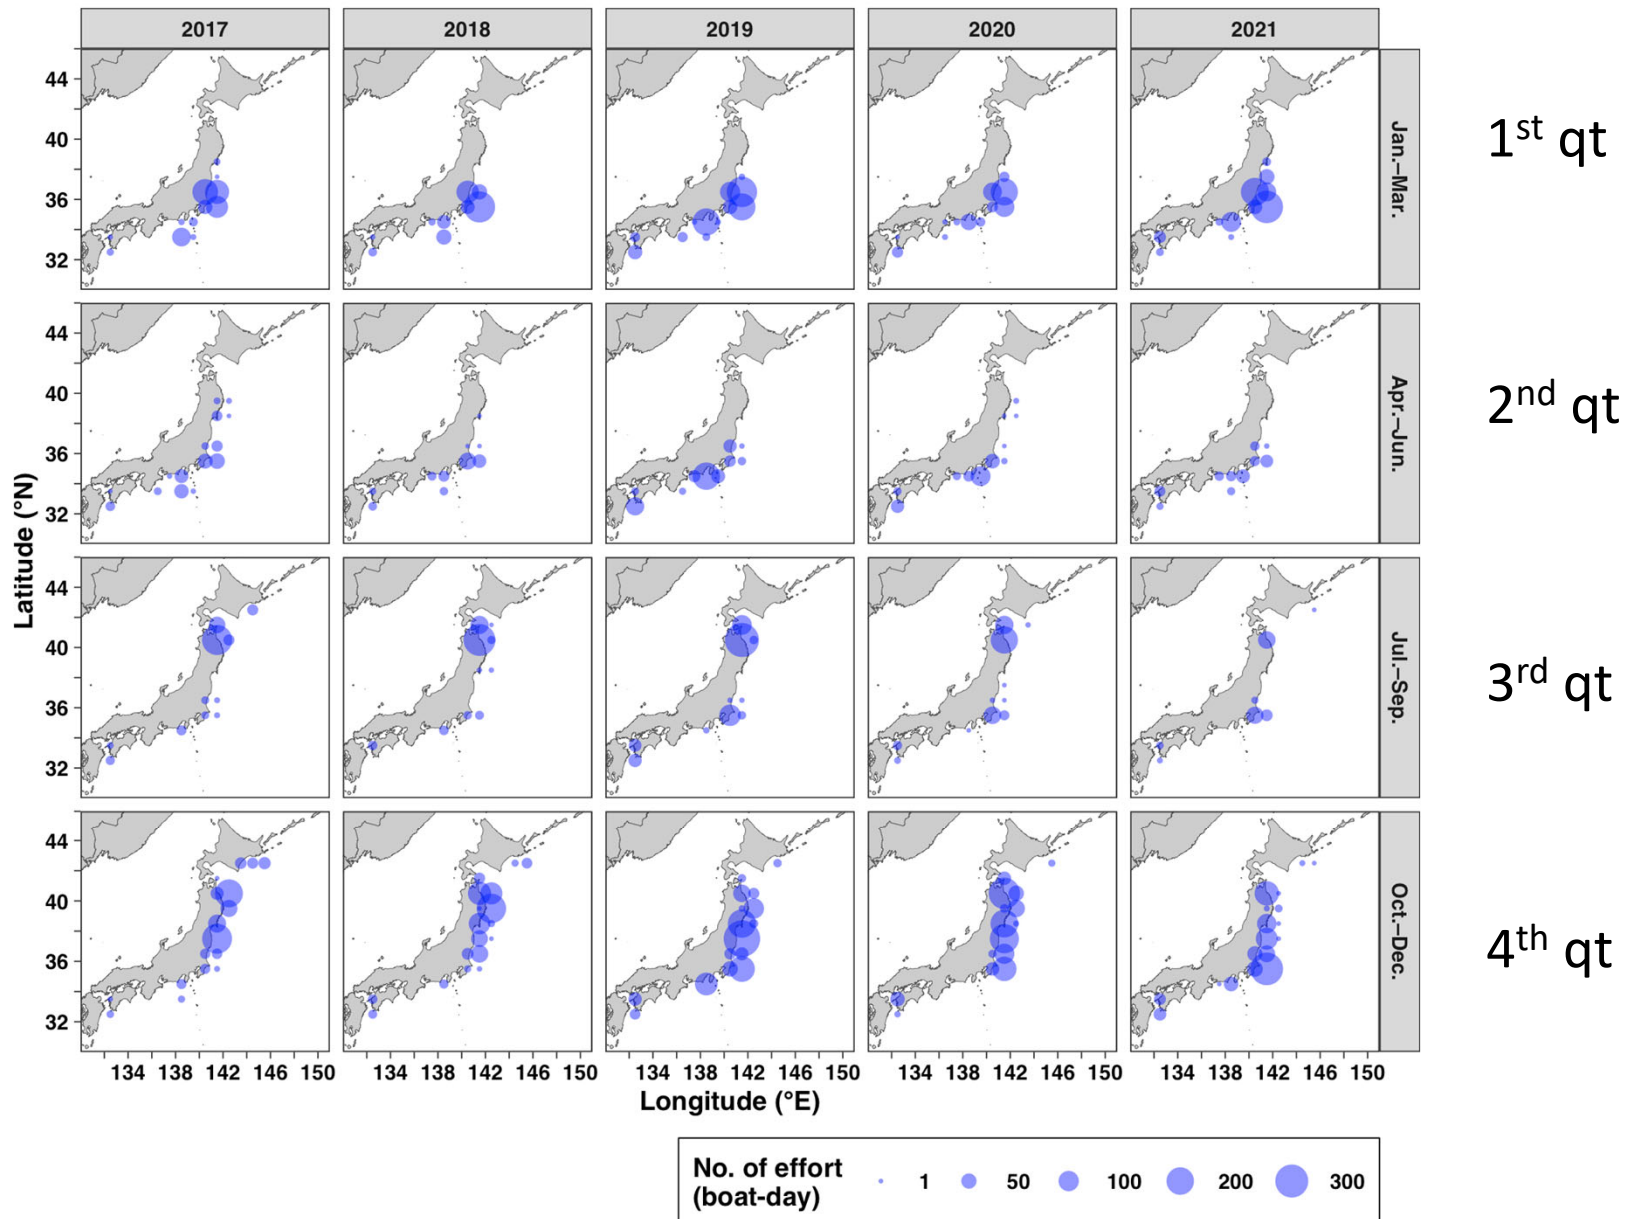 2017 2018 2019 2020 2021
44
40
36
32
Jan.–Mar.
1st qt
44
40
36
32
Apr.–Jun.
2nd qt
44
40
36
32
Jul.–Sep.
3rd qt
44
40
36
32
Oct.–Dec.
4th qt
Latitude (°N)
134 138 142 146 150 134 138 142 146 150 134 138 142 146 150 134 138 142 146 150 134 138 142 146 150
Longitude (°E)
No. of effort
(boat-day)
1 50 100 200 300